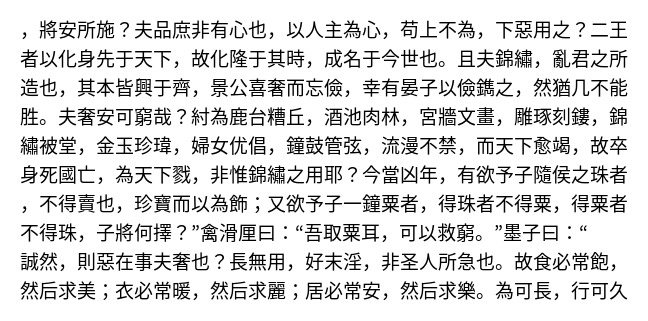 ，將安所施？夫品庶非有心也，以人主為心，苟上不為，下惡用之？二王
者以化身先于天下，故化隆于其時，成名于今世也。且夫錦繡，亂君之所
造也，其本皆興于齊，景公喜奢而忘儉，幸有晏子以儉鐫之，然猶几不能
勝。夫奢安可窮哉？紂為鹿台糟丘，酒池肉林，宮牆文畫，雕琢刻鏤，錦
繡被堂，金玉珍瑋，婦女优倡，鐘鼓管弦，流漫不禁，而天下愈竭，故卒
身死國亡，為天下戮，非惟錦繡之用耶？今當凶年，有欲予子隨侯之珠者
，不得賣也，珍寶而以為飾；又欲予子一鐘粟者，得珠者不得粟，得粟者
不得珠，子將何擇？”禽滑厘曰：“吾取粟耳，可以救窮。”墨子曰：“
誠然，則惡在事夫奢也？長無用，好末淫，非圣人所急也。故食必常飽，
然后求美；衣必常暖，然后求麗；居必常安，然后求樂。為可長，行可久